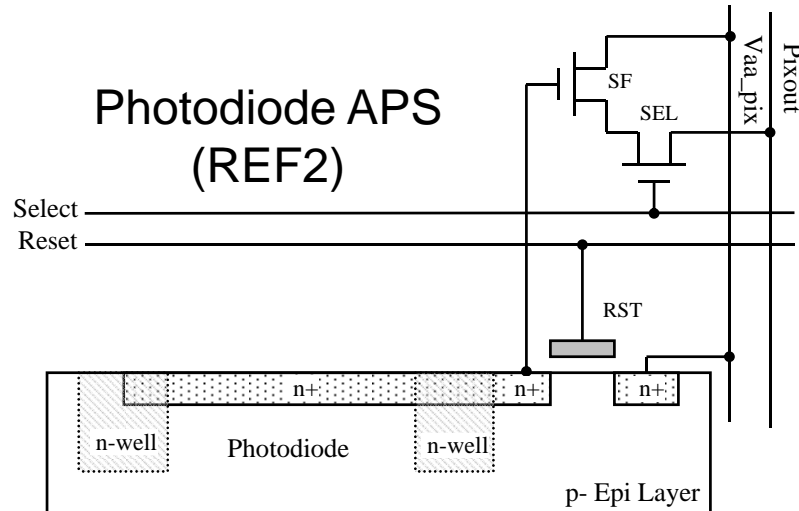 Photodiode APS
(REF2)
SF
SEL
Vaa_pix
Pixout
Select
Reset
RST
n+
n+
n+
n-well
Photodiode
n-well
p- Epi Layer